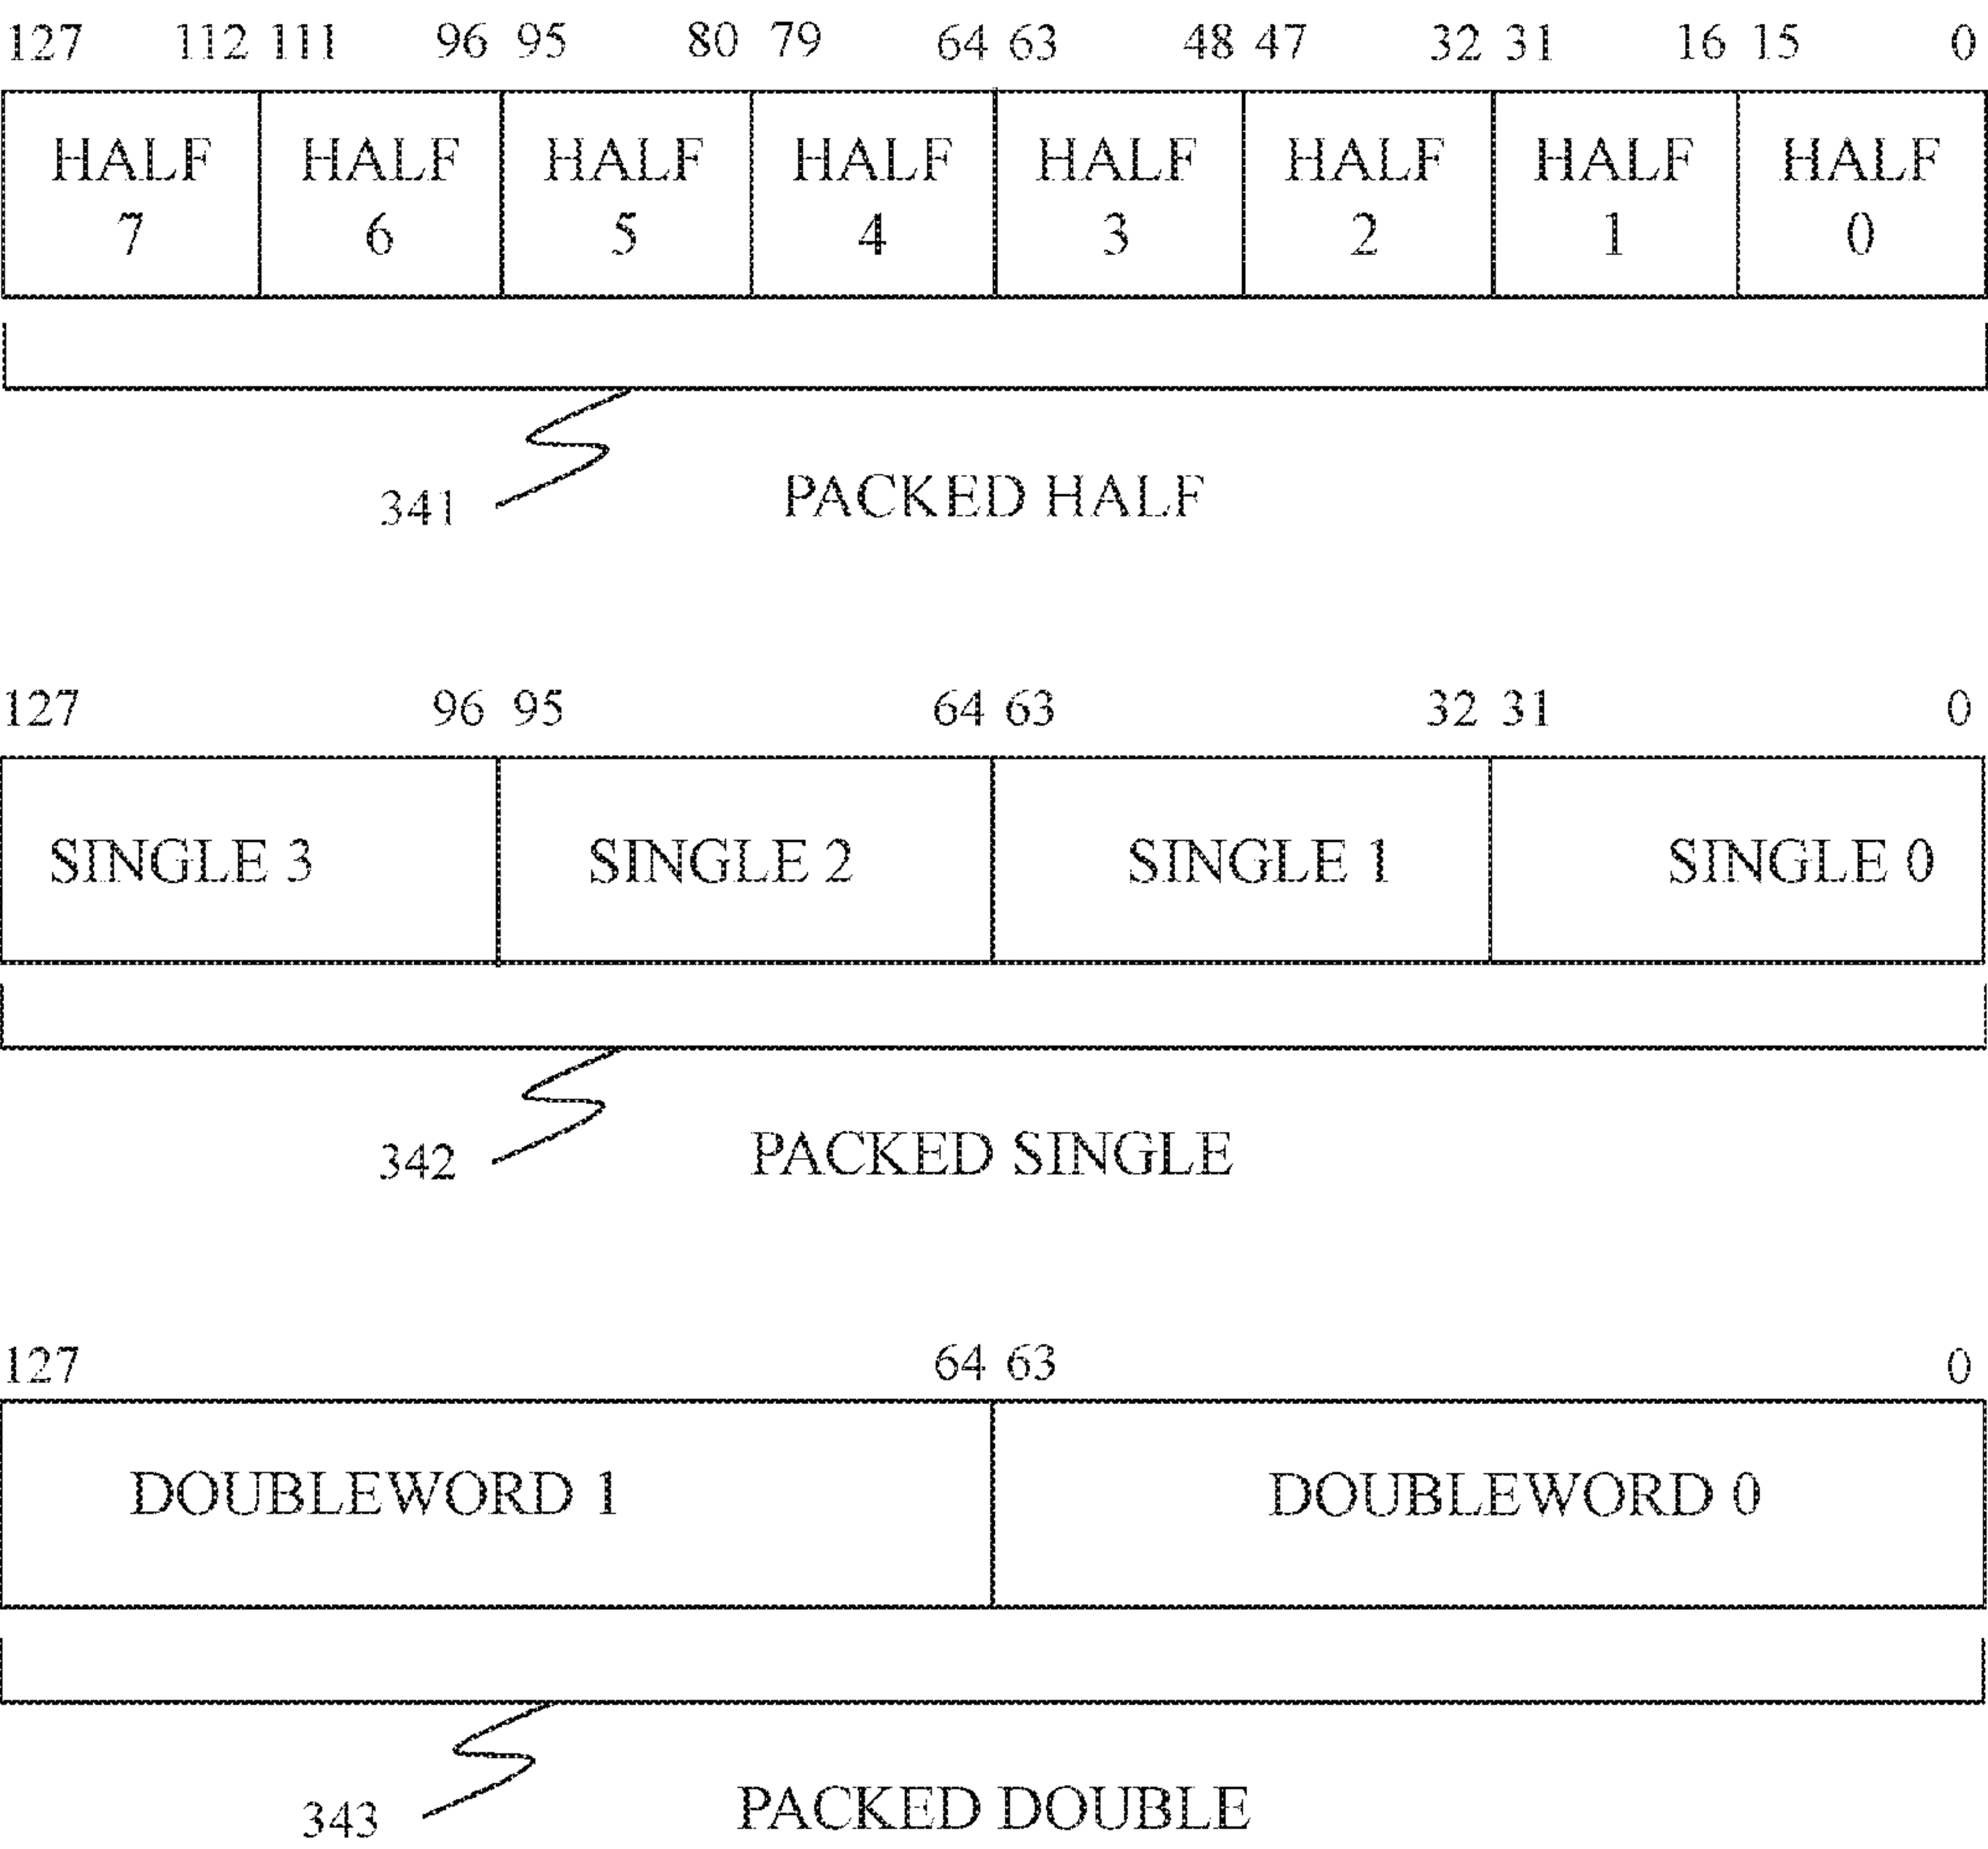 127 112 111 96 95 80 79 64 63 48 47 32 31 16 15 0
HALF HALF HALF HALF HALF HALF HALF HALF
7 6 5 4 3 2 1 0
341 PACKED HALF
127 96 95 64 63 32 31 0
SINGLE 3 SINGLE 2 SINGLE 1 SINGLE 0
342 PACKED SINGLE
127 64 63 0
DOUBLEWORD 1 DOUBLEWORD 0
343 PACKED DOUBLE